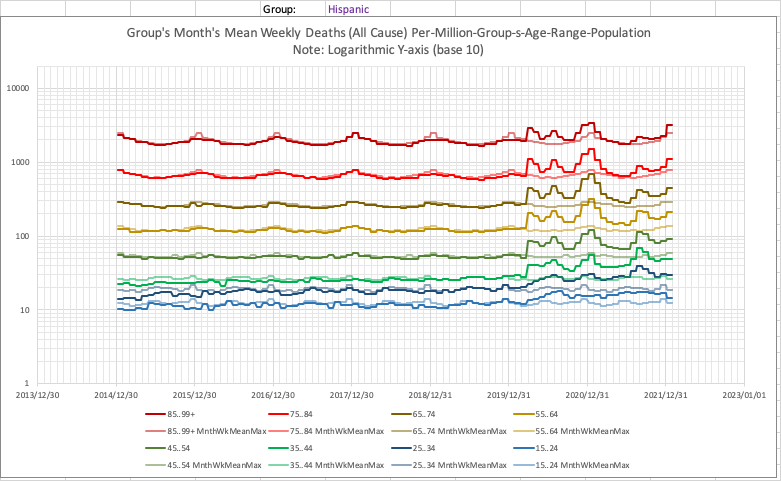 Group: Hispanic
Group's Month's Mean Weekly Deaths (All Cause) Per-Million-Group-s-Age-Range-Population
Note: Logarithmic Y-axis (base 10)
10000
1000
100
10
1
2013/12/30 2014/12/30 2015/12/30 2016/12/30 2017/12/30 2018/12/31 2019/12/31 2020/12/31 2021/12/31 2023/01/01
85..99+ 75..84 65..74 55..64
85..99+ MnthWkMeanMax 75..84 MnthWkMeanMax 65..74 MnthWkMeanMax 55..64 MnthWkMeanMax
45..54 35..44 25..34 15..24
45..54 MnthWkMeanMax 35..44 MnthWkMeanMax 25..34 MnthWkMeanMax 15..24 MnthWkMeanMax